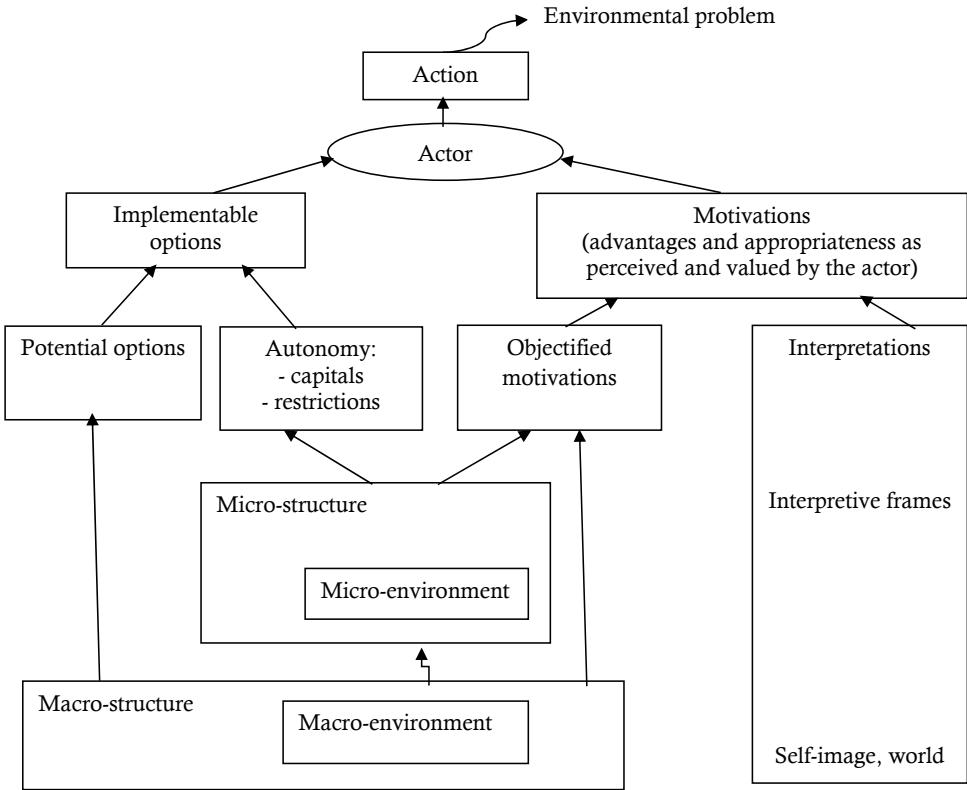 Environmental problem
Action
Actor
Implementable
options
Motivations
(advantages and appropriateness as
perceived and valued by the actor)
Potential options
Autonomy:
- capitals
- restrictions
Objectified
motivations
Interpretations
Micro-structure
Interpretive frames
Micro-environment
Macro-structure
Macro-environment
Self-image, world